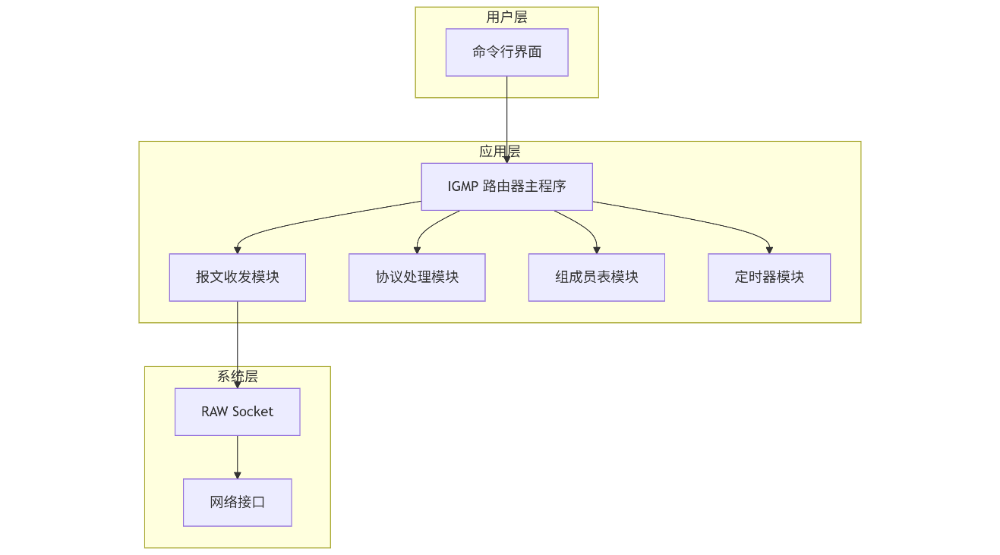 用户层
命令行界面
应用层
IGMP 路由器主程序
报文收发模块
协议处理模块
组成员表模块
定时器模块
系统层
RAW Socket
网络接口